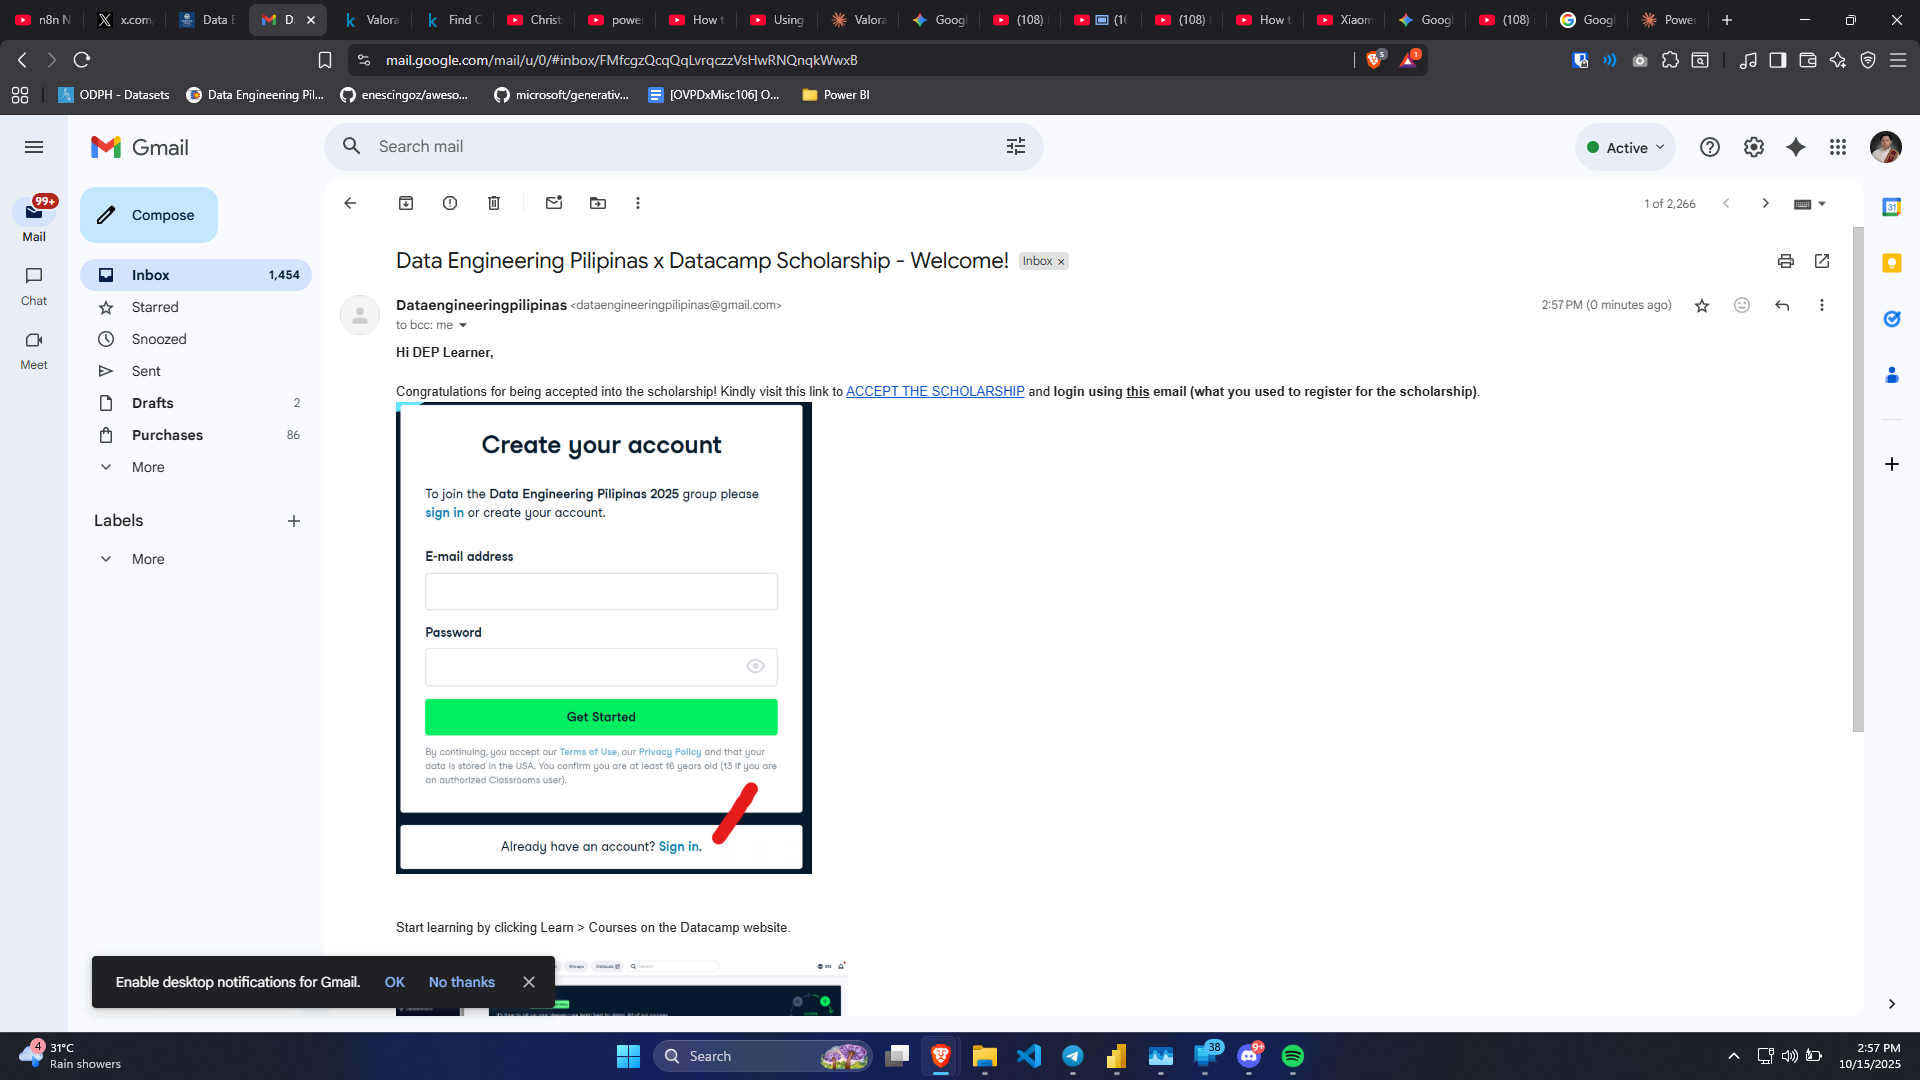 n8n N
x.com
Data E
D
Valora
Find C
Christ
power
How t
Using
Valora
Googl
(108)
(1
(108)
How t
Xiaom
Googl
(108)
Googl
Power
mail.google.com/mail/u/0/#inbox/FMfcgzQcqQqLvrqczzVsHwRNQnqkWwxB
5
1
ODPH - Datasets
Data Engineering Pil...
enescingoz/aweso...
microsoft/generativ...
[OVPDxMisc106] O...
Power BI
Gmail
Search mail
Active
99+
Mail
Chat
Meet
Compose
Inbox 1,454
Starred
Snoozed
Sent
Drafts 2
Purchases 86
More
Labels
More
1 of 2,266
31
Data Engineering Pilipinas x Datacamp Scholarship - Welcome! Inbox x
Dataengineeringpilipinas <dataengineeringpilipinas@gmail.com>
2:57 PM (0 minutes ago)
to bcc: me
Hi DEP Learner,
Congratulations for being accepted into the scholarship! Kindly visit this link to ACCEPT THE SCHOLARSHIP and login using this email (what you used to register for the scholarship).
Create your account
To join the Data Engineering Pilipinas 2025 group please
sign in or create your account.
E-mail address
Password
Get Started
By continuing, you accept our Terms of Use, our Privacy Policy and that your
data is stored in the USA. You confirm you are at least 16 years old (13 if you are
an authorized Classrooms user).
Already have an account? Sign in.
Start learning by clicking Learn > Courses on the Datacamp website.
Groups
Search
EN
Enable desktop notifications for Gmail. OK No thanks
4
31°C
Rain showers
Search
38
9+
2:57 PM
10/15/2025